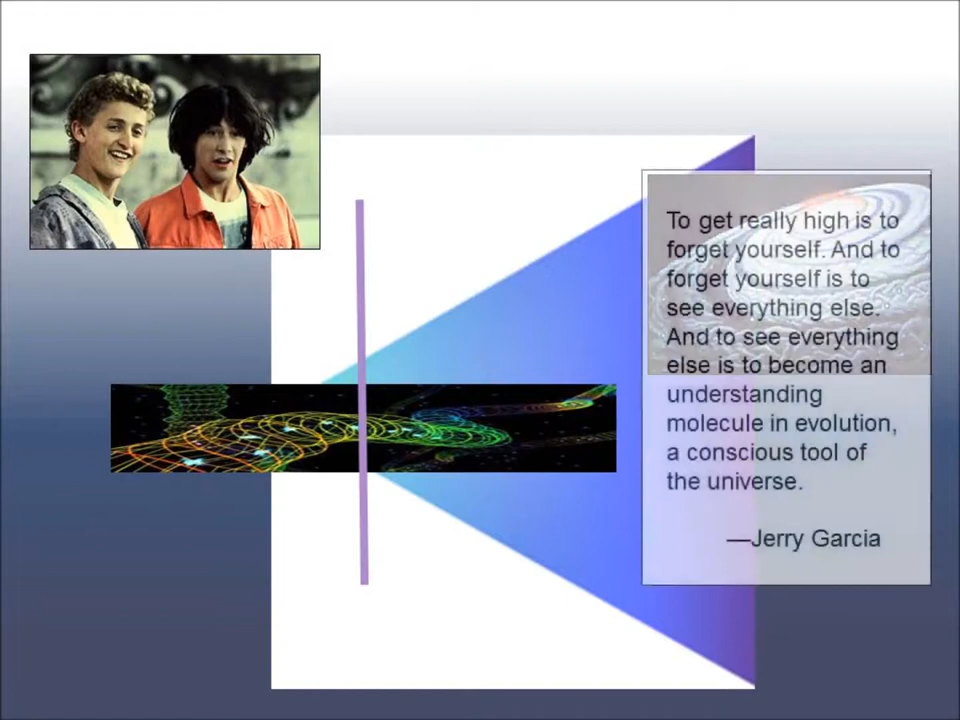 To get really high is to
forget yourself. And to
forget yourself is to
see everything else.
And to see everything
else is to become an
understanding
molecule in evolution,
a conscious tool of
the universe.
—Jerry Garcia